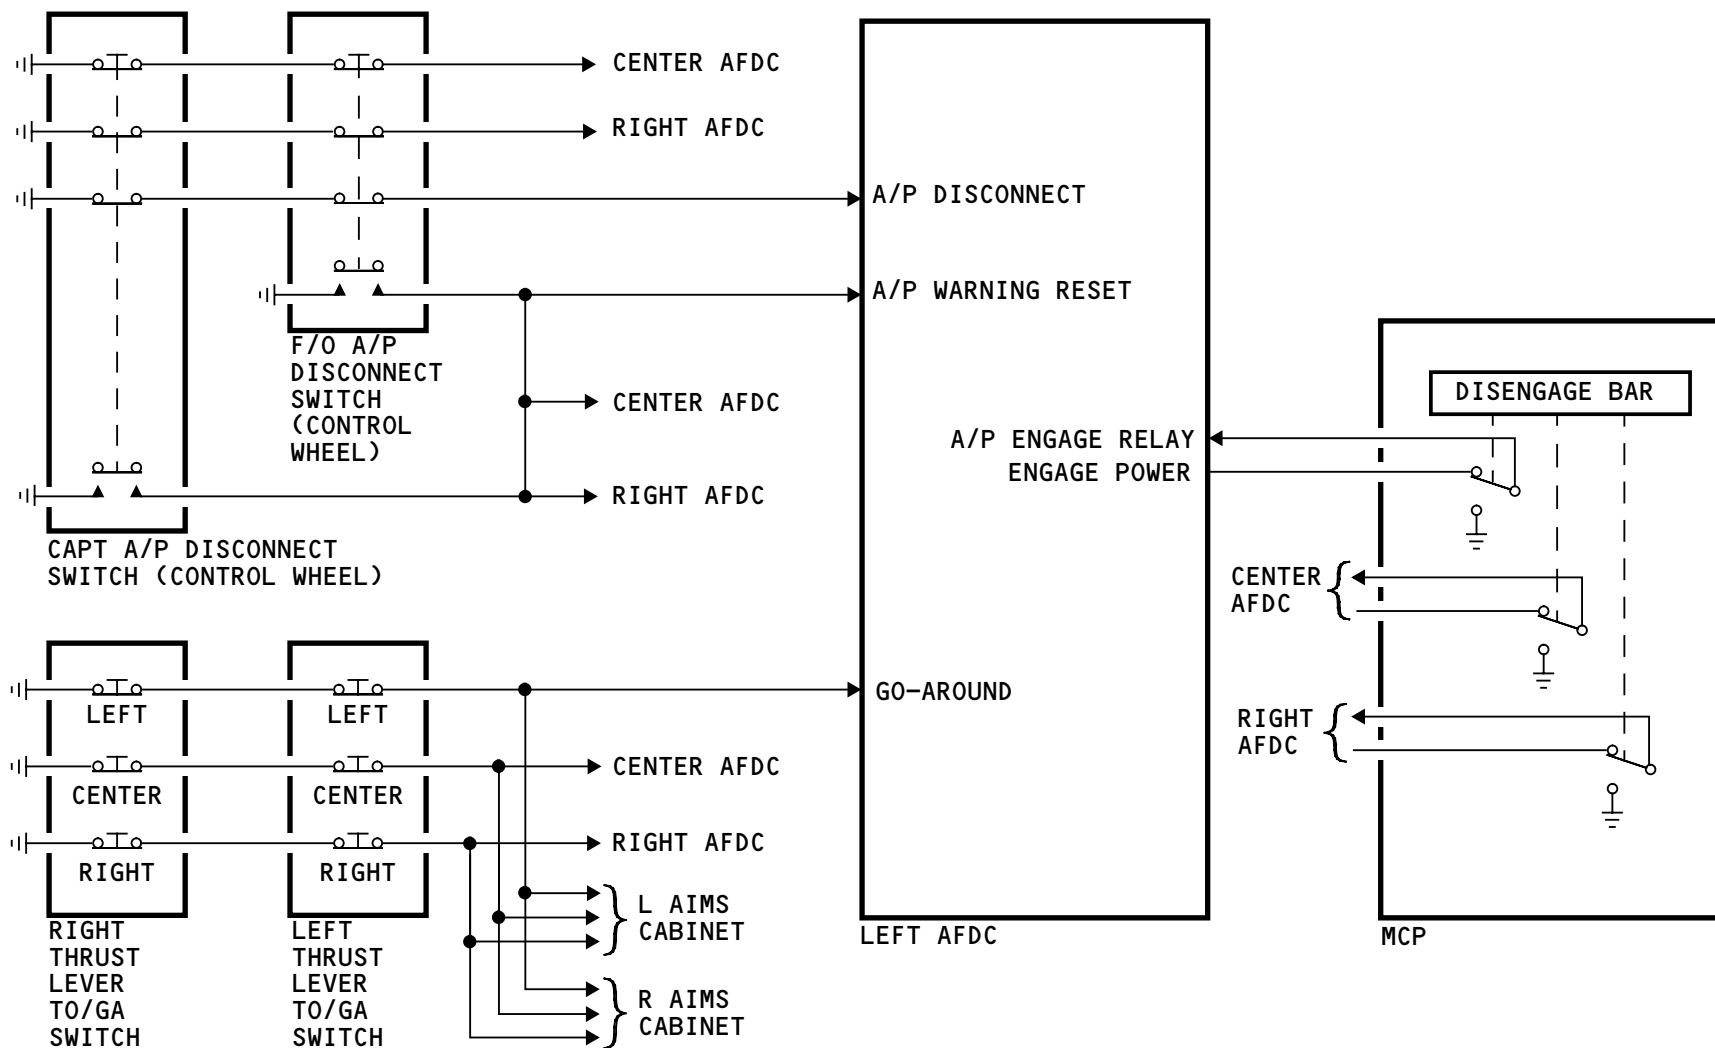 CENTER AFDC
RIGHT AFDC
A/P DISCONNECT
A/P WARNING RESET
F/O A/P
DISCONNECT
SWITCH
(CONTROL
WHEEL)
CENTER AFDC
RIGHT AFDC
CAPT A/P DISCONNECT
SWITCH (CONTROL WHEEL)
DISENGAGE BAR
A/P ENGAGE RELAY
ENGAGE POWER
CENTER
AFDC
RIGHT
AFDC
MCP
GO-AROUND
LEFT AFDC
LEFT
LEFT
CENTER
CENTER
CENTER AFDC
RIGHT
RIGHT
RIGHT AFDC
RIGHT
THRUST
LEVER
TO/GA
SWITCH
LEFT
THRUST
LEVER
TO/GA
SWITCH
L AIMS
CABINET
R AIMS
CABINET